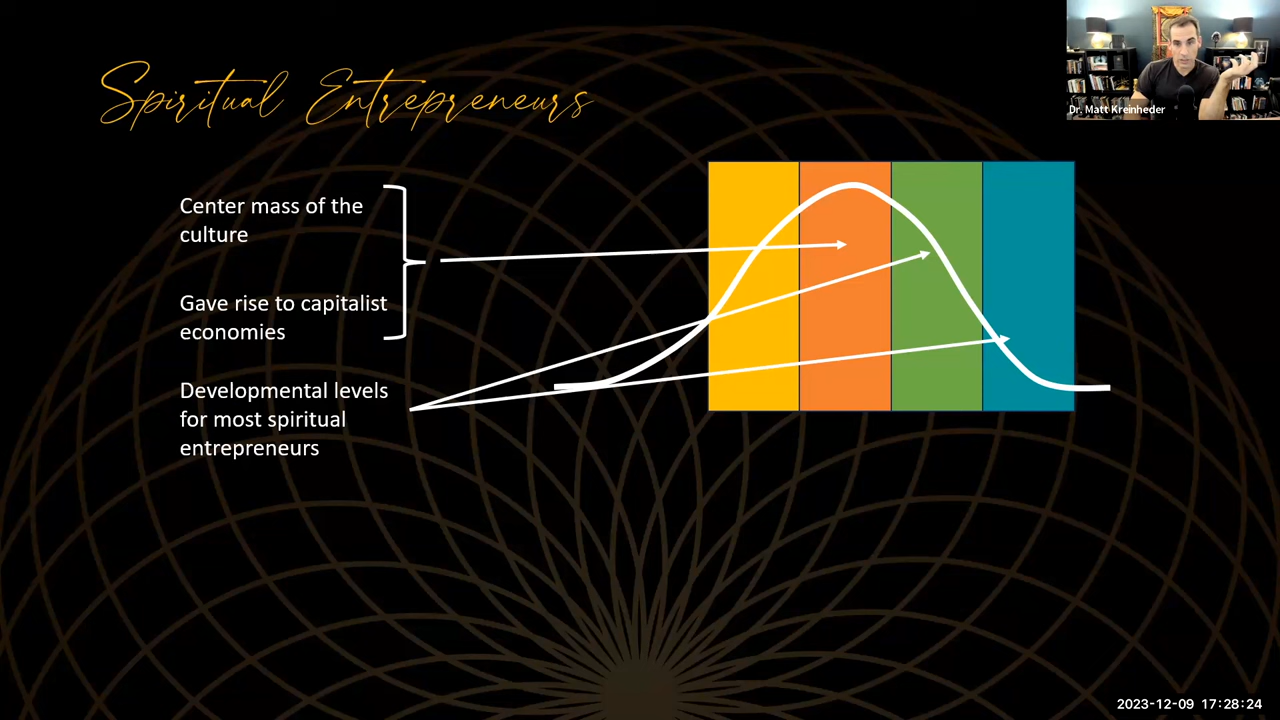 Spiritual Entrepreneurs
Dr. Matt Kreinheder
Center mass of the
culture
Gave rise to capitalist
economies
Developmental levels
for most spiritual
entrepreneurs
2023-12-09 17:28:24